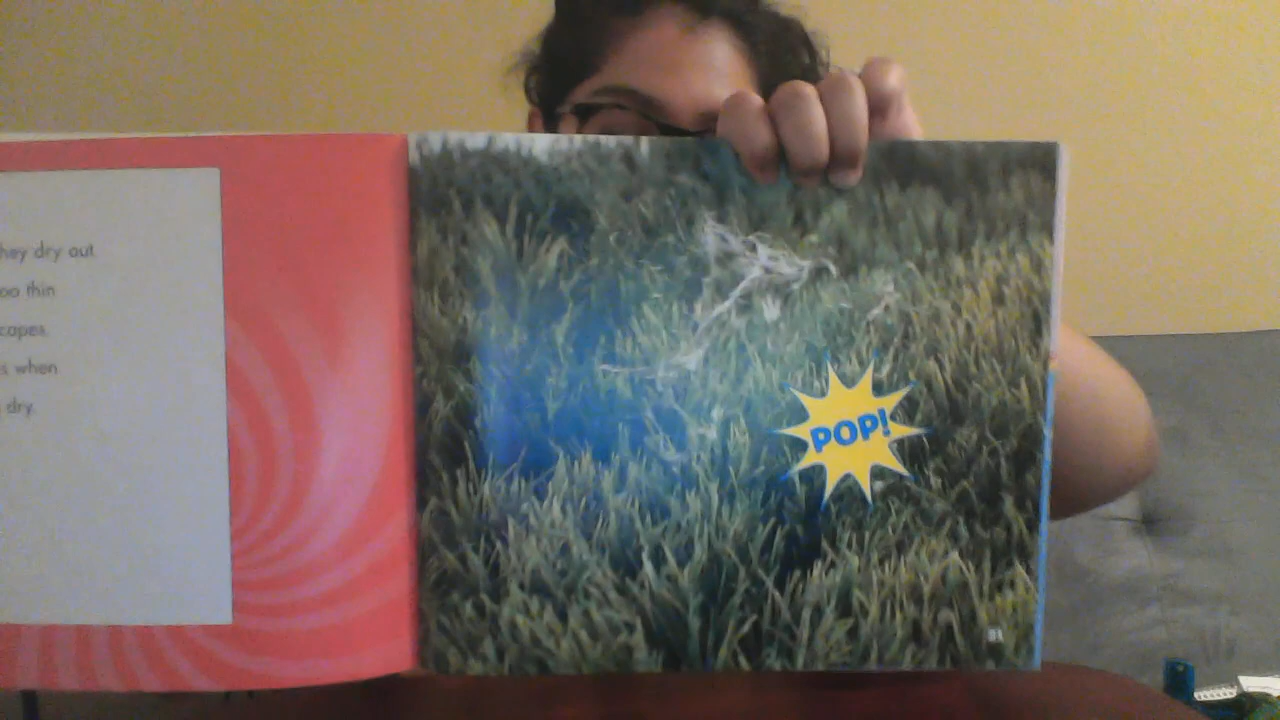 hey dry out
oo thin
capes.
s when
dry.
POP!